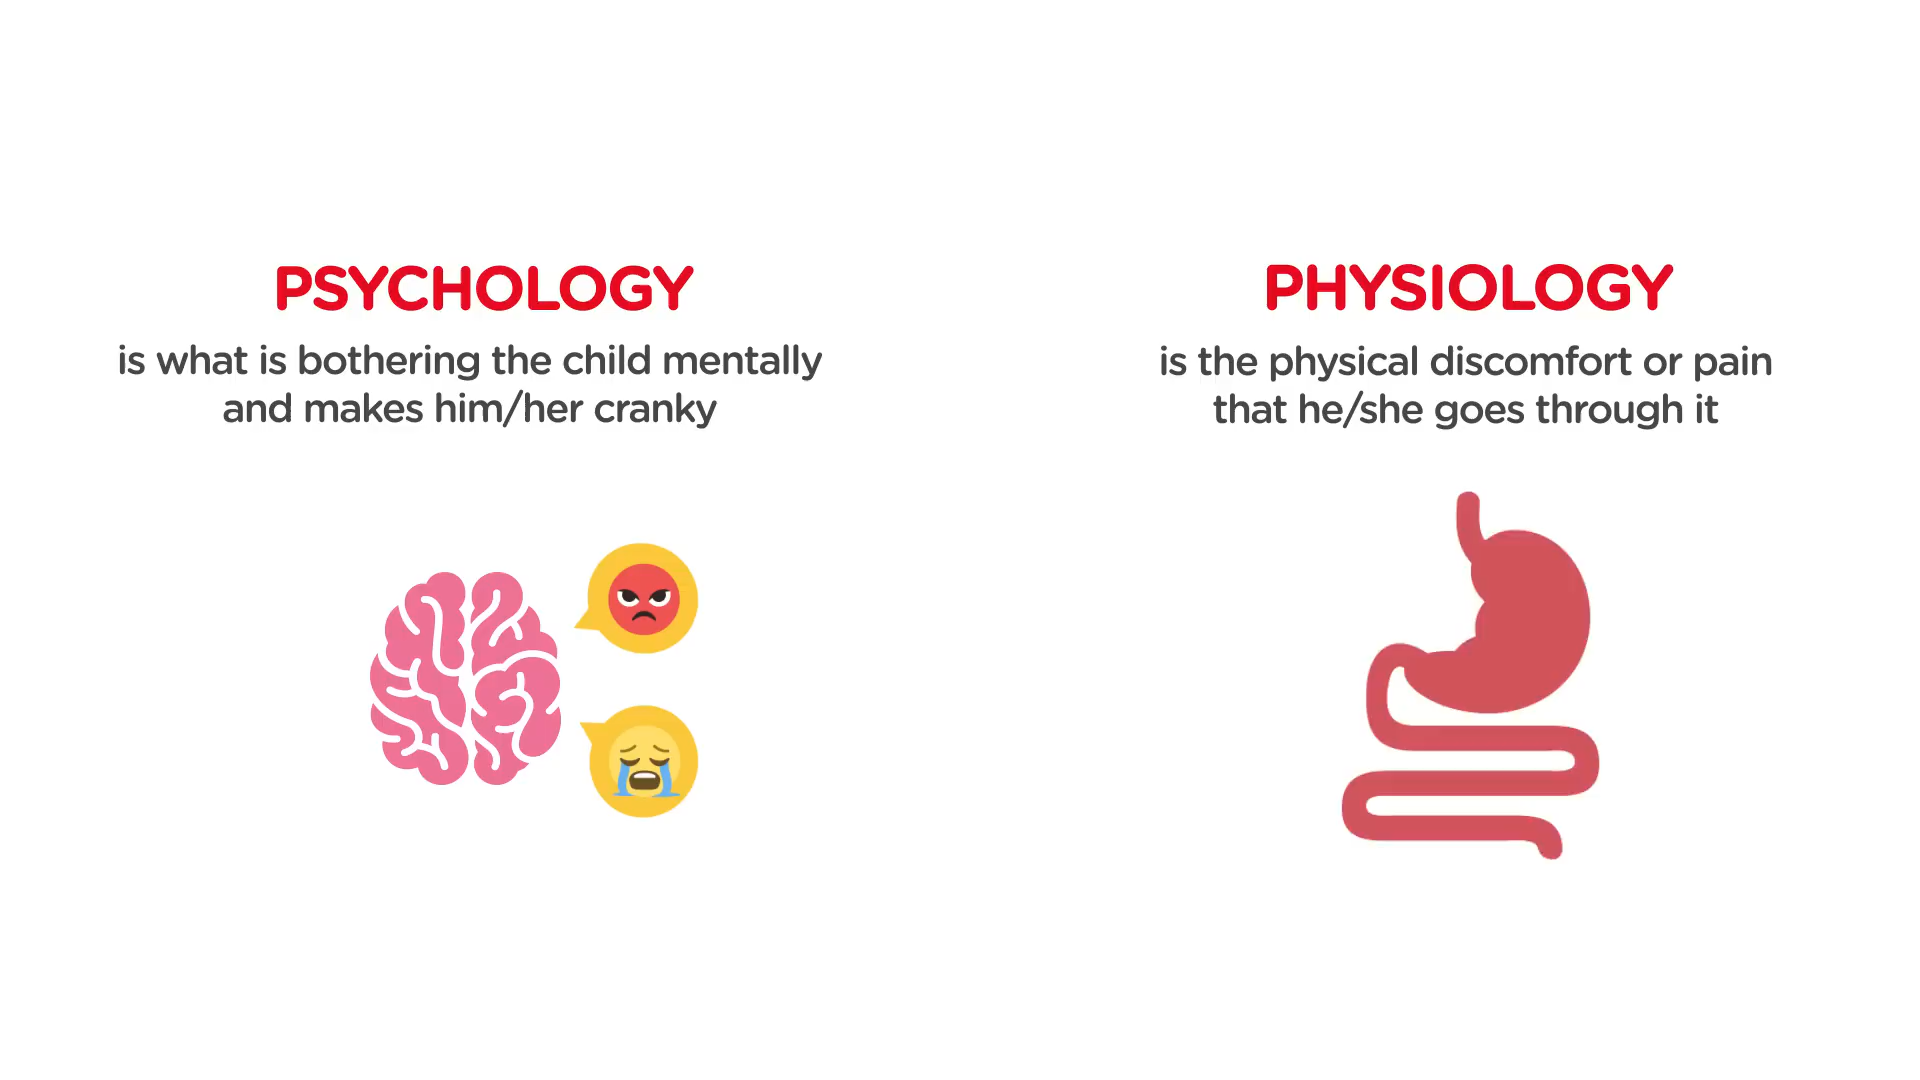 PSYCHOLOGY
is what is bothering the child mentally
and makes him/her cranky
PHYSIOLOGY
is the physical discomfort or pain
that he/she goes through it